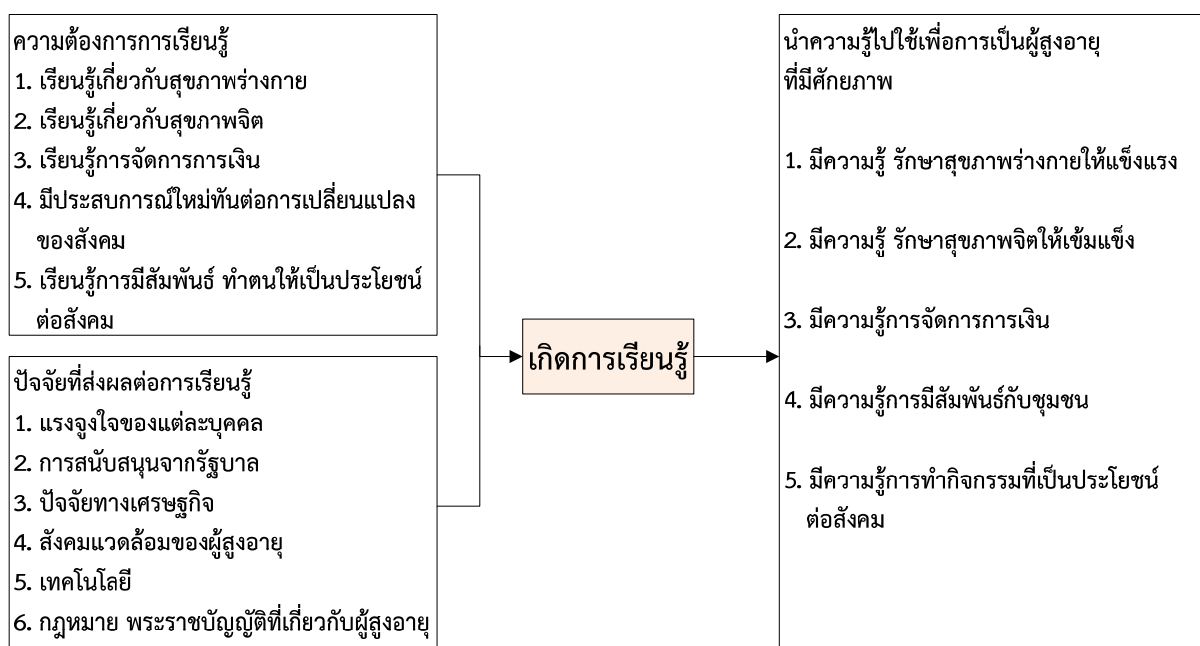 ความต้องการการเรียนรู้
1. เรียนรู้เกี่ยวกับสุขภาพร่างกาย
2. เรียนรู้เกี่ยวกับสุขภาพจิต
3. เรียนรู้การจัดการการเงิน
4. มีประสบการณ์ใหม่ทันต่อการเปลี่ยนแปลง
ของสังคม
5. เรียนรู้การมีสัมพันธ์ ทำตนให้เป็นประโยชน์
ต่อสังคม
ปัจจัยที่ส่งผลต่อการเรียนรู้
1. แรงจูงใจของแต่ละบุคคล
2. การสนับสนุนจากรัฐบาล
3. ปัจจัยทางเศรษฐกิจ
4. สังคมแวดล้อมของผู้สูงอายุ
5. เทคโนโลยี
6. กฎหมาย พระราชบัญญัติที่เกี่ยวกับผู้สูงอายุ
เกิดการเรียนรู้
นำความรู้ไปใช้เพื่อการเป็นผู้สูงอายุ
ที่มีศักยภาพ
1. มีความรู้ รักษาสุขภาพร่างกายให้แข็งแรง
2. มีความรู้ รักษาสุขภาพจิตให้เข้มแข็ง
3. มีความรู้การจัดการการเงิน
4. มีความรู้การมีสัมพันธ์กับชุมชน
5. มีความรู้การทำกิจกรรมที่เป็นประโยชน์
ต่อสังคม